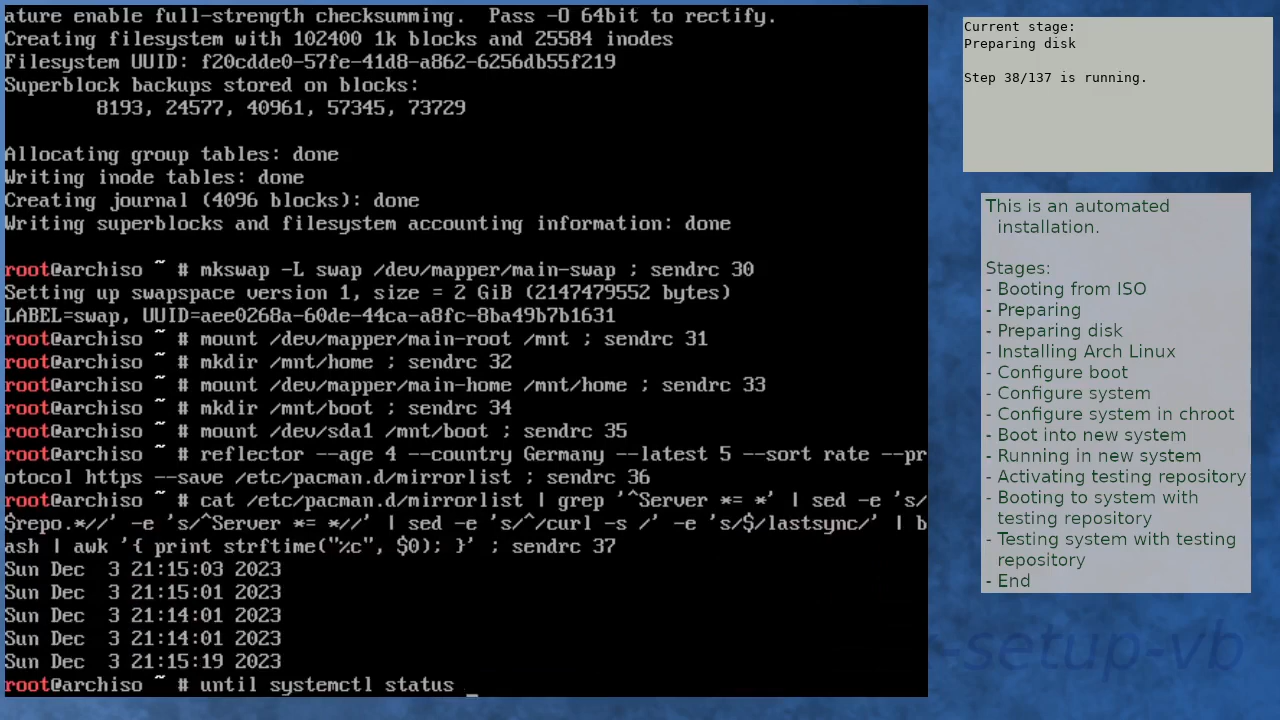 ature enable full-strength checksumming.  Pass -O 64bit to rectify.
Creating filesystem with 102400 1k blocks and 25584 inodes
Filesystem UUID: f20cdde0-57fe-41d8-a862-6256db55f219
Superblock backups stored on blocks:
        8193, 24577, 40961, 57345, 73729
Allocating group tables: done
Writing inode tables: done
Creating journal (4096 blocks): done
Writing superblocks and filesystem accounting information: done
root@archiso ~ # mkswap -L swap /dev/mapper/main-swap ; sendrc 30
Setting up swapspace version 1, size = 2 GiB (2147479552 bytes)
LABEL=swap, UUID=aee0268a-60de-44ca-a8fc-8ba49b7b1631
root@archiso ~ # mount /dev/mapper/main-root /mnt ; sendrc 31
root@archiso ~ # mkdir /mnt/home ; sendrc 32
root@archiso ~ # mount /dev/mapper/main-home /mnt/home ; sendrc 33
root@archiso ~ # mkdir /mnt/boot ; sendrc 34
root@archiso ~ # mount /dev/sda1 /mnt/boot ; sendrc 35
root@archiso ~ # reflector --age 4 --country Germany --latest 5 --sort rate --pr
otocol https --save /etc/pacman.d/mirrorlist ; sendrc 36
root@archiso ~ # cat /etc/pacman.d/mirrorlist | grep '^Server *= *' | sed -e 's/
$repo.*//' -e 's/^Server *= *//' | sed -e 's/^/curl -s /' -e 's/$/lastsync/' | b
ash | awk '{ print strftime("%c", $0); }' ; sendrc 37
Sun Dec  3 21:15:03 2023
Sun Dec  3 21:15:01 2023
Sun Dec  3 21:14:01 2023
Sun Dec  3 21:14:01 2023
Sun Dec  3 21:15:19 2023
root@archiso ~ # until systemctl status _
Current stage:
Preparing disk
Step 38/137 is running.
This is an automated
installation.
Stages:
- Booting from ISO
- Preparing
- Preparing disk
- Installing Arch Linux
- Configure boot
- Configure system
- Configure system in chroot
- Boot into new system
- Running in new system
- Activating testing repository
- Booting to system with
testing repository
- Testing system with testing
repository
- End
-setup-vb